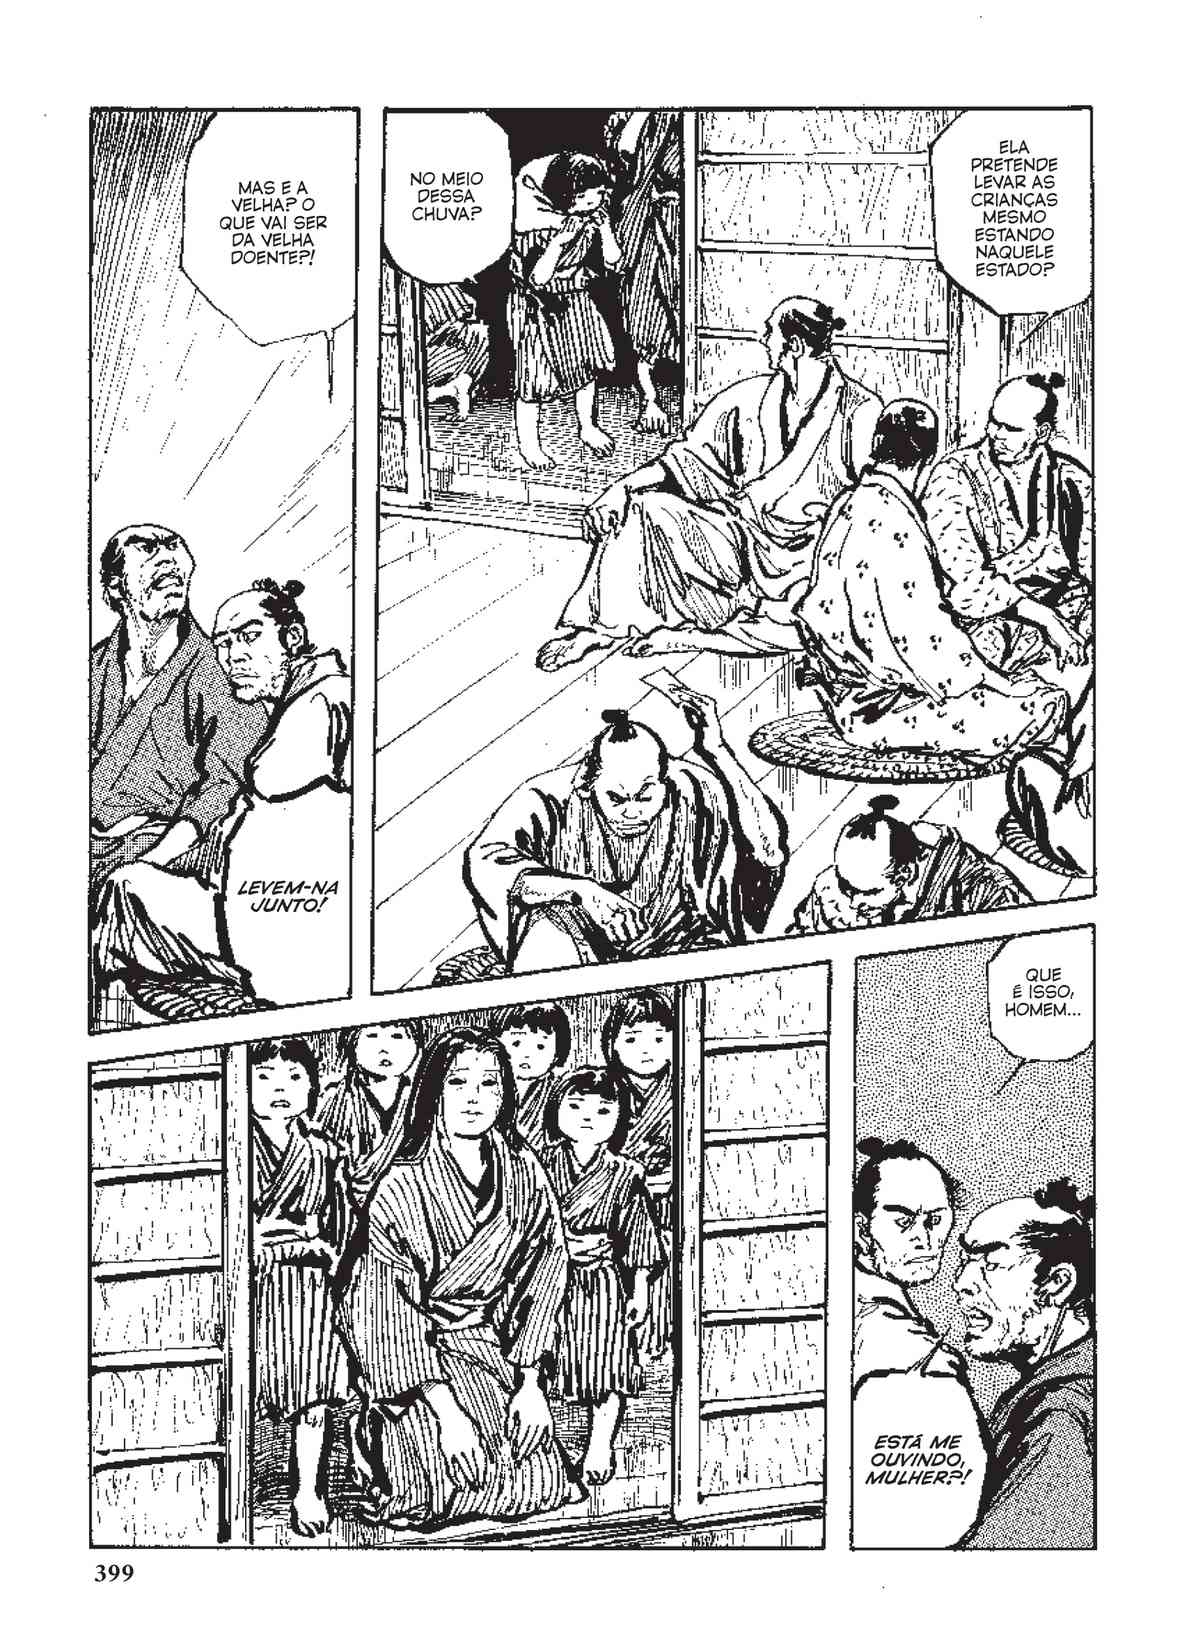 ELA
PRETENDE
LEVAR AS
CRIANÇAS
MESMO
ESTANDO
NAQUELE
ESTADO?
NO MEIO
DESSA
CHUVA?
MAS E A
VELHA? O
QUE VAI SER
DA VELHA
DOENTE?!
LEVEM-NA
JUNTO!
QUE
É ISSO,
HOMEM...
ESTÁ ME
OUVINDO,
MULHER?!
399